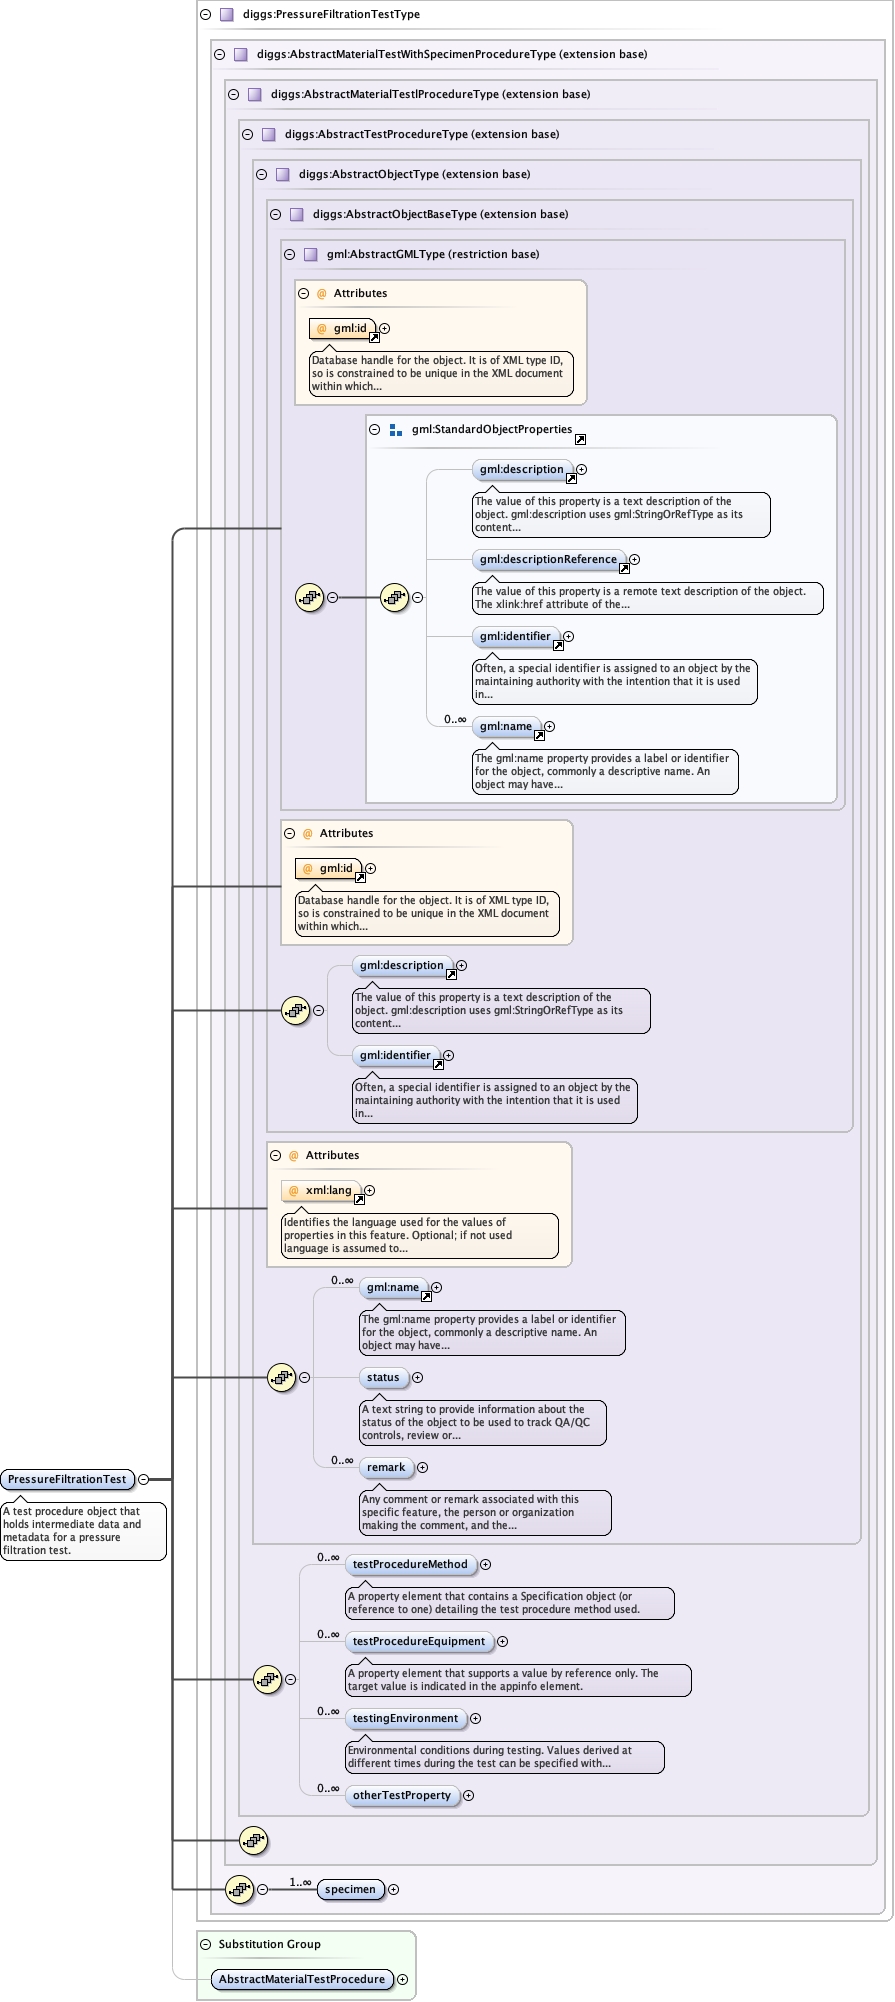 diggs:PressureFiltrationTestType
diggs:AbstractMaterialTestWithSpecimenProcedureType (extension base)
diggs:AbstractMaterialTestlProcedureType (extension base)
diggs:AbstractTestProcedureType (extension base)
diggs:AbstractObjectType (extension base)
diggs:AbstractObjectBaseType (extension base)
gml:AbstractGMLType (restriction base)
@ Attributes
@ gml:id
Database handle for the object. It is of XML type ID,
so is constrained to be unique in the XML document
within which...
gml:StandardObjectProperties
gml:description
The value of this property is a text description of the
object. gml:description uses gml:StringOrRefType as its
content...
gml:descriptionReference
The value of this property is a remote text description of the object.
The xlink:href attribute of the...
gml:identifier
Often, a special identifier is assigned to an object by the
maintaining authority with the intention that it is used
in...
0..∞
gml:name
The gml:name property provides a label or identifier
for the object, commonly a descriptive name. An
object may have...
@ Attributes
@ gml:id
Database handle for the object. It is of XML type ID,
so is constrained to be unique in the XML document
within which...
gml:description
The value of this property is a text description of the
object. gml:description uses gml:StringOrRefType as its
content...
gml:identifier
Often, a special identifier is assigned to an object by the
maintaining authority with the intention that it is used
in...
@ Attributes
@ xml:lang
Identifies the language used for the values of
properties in this feature. Optional; if not used
language is assumed to...
0..∞
gml:name
The gml:name property provides a label or identifier
for the object, commonly a descriptive name. An
object may have...
status
A text string to provide information about the
status of the object to be used to track QA/QC
controls, review or...
0..∞
remark
Any comment or remark associated with this
specific feature, the person or organization
making the comment, and the...
PressureFiltrationTest
A test procedure object that
holds intermediate data and
metadata for a pressure
filtration test.
0..∞
testProcedureMethod
A property element that contains a Specification object (or
reference to one) detailing the test procedure method used.
0..∞
testProcedureEquipment
A property element that supports a value by reference only. The
target value is indicated in the appinfo element.
0..∞
testingEnvironment
Environmental conditions during testing. Values derived at
different times during the test can be specified with...
0..∞
otherTestProperty
1..∞
specimen
Substitution Group
AbstractMaterialTestProcedure